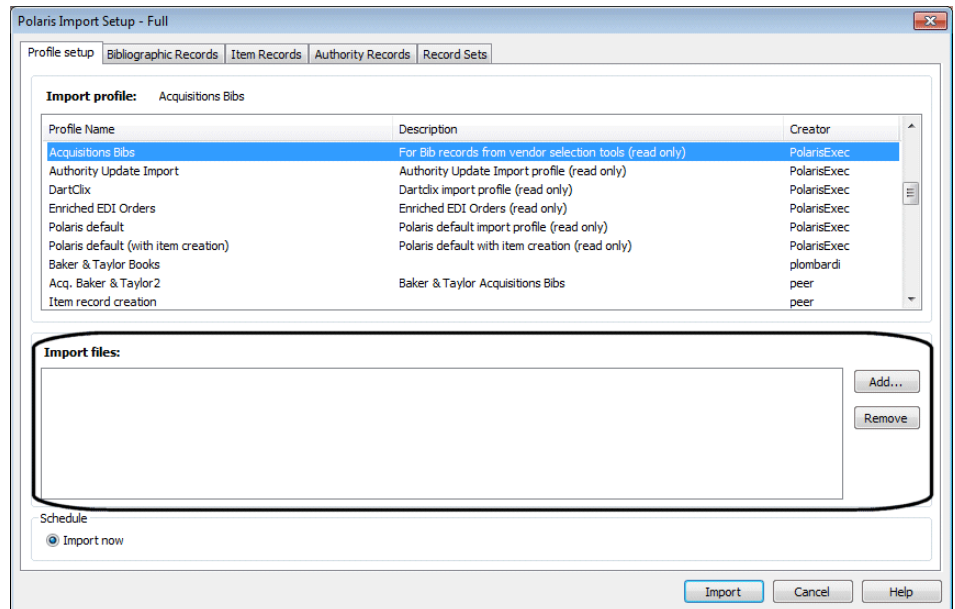 Polaris Import Setup - Full
Profile setup Bibliographic Records Item Records Authority Records Record Sets
Import profile: Acquisitions Bibs
Profile Name Description Creator
Acquisitions Bibs For Bib records from vendor selection tools (read only) PolarisExec
Authority Update Import Authority Update Import profile (read only) PolarisExec
DartClix Dartclix import profile (read only) PolarisExec
Enriched EDI Orders Enriched EDI Orders (read only) PolarisExec
Polaris default Polaris default import profile (read only) PolarisExec
Polaris default (with item creation) Polaris default with item creation (read only) PolarisExec
Baker & Taylor Books plombardi
Acq. Baker & Taylor2 Baker & Taylor Acquisitions Bibs peer
Item record creation peer
Import files:
Add...
Remove
Schedule
Import now
Import Cancel Help